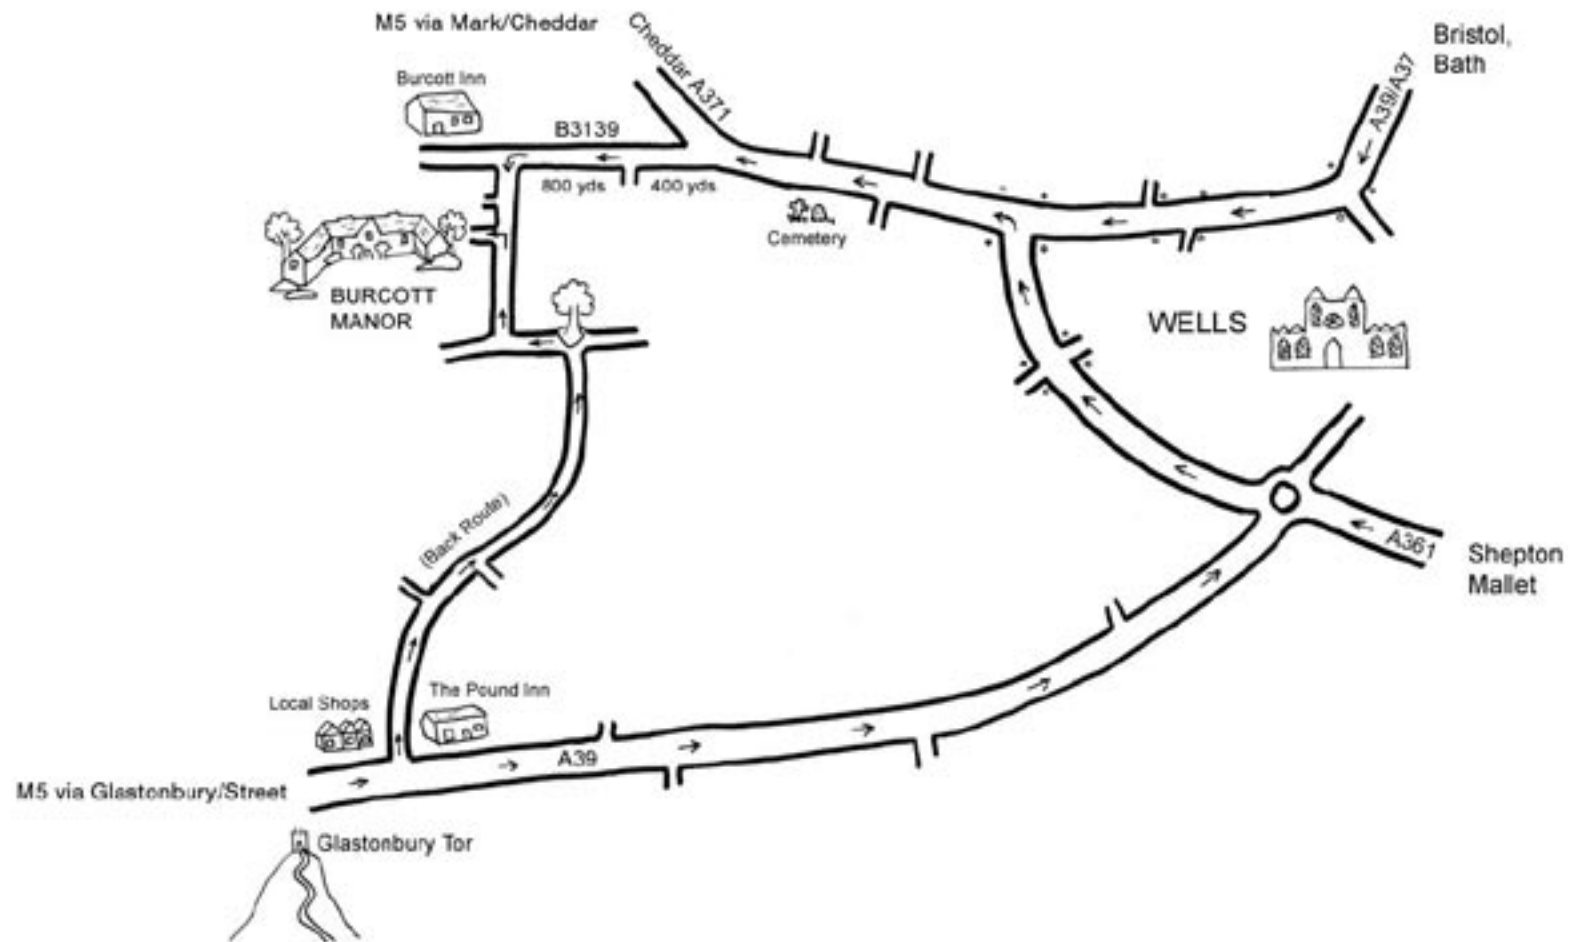 M5 via Mark/Cheddar
Cheddar A371
Bristol,
Bath
A39/A37
Burcott Inn
B3139
800 yds
400 yds
Cemetery
BURCOTT
MANOR
WELLS
(Back Route)
A361
Shepton
Mallet
Local Shops
The Pound Inn
A39
M5 via Glastonbury/Street
Glastonbury Tor